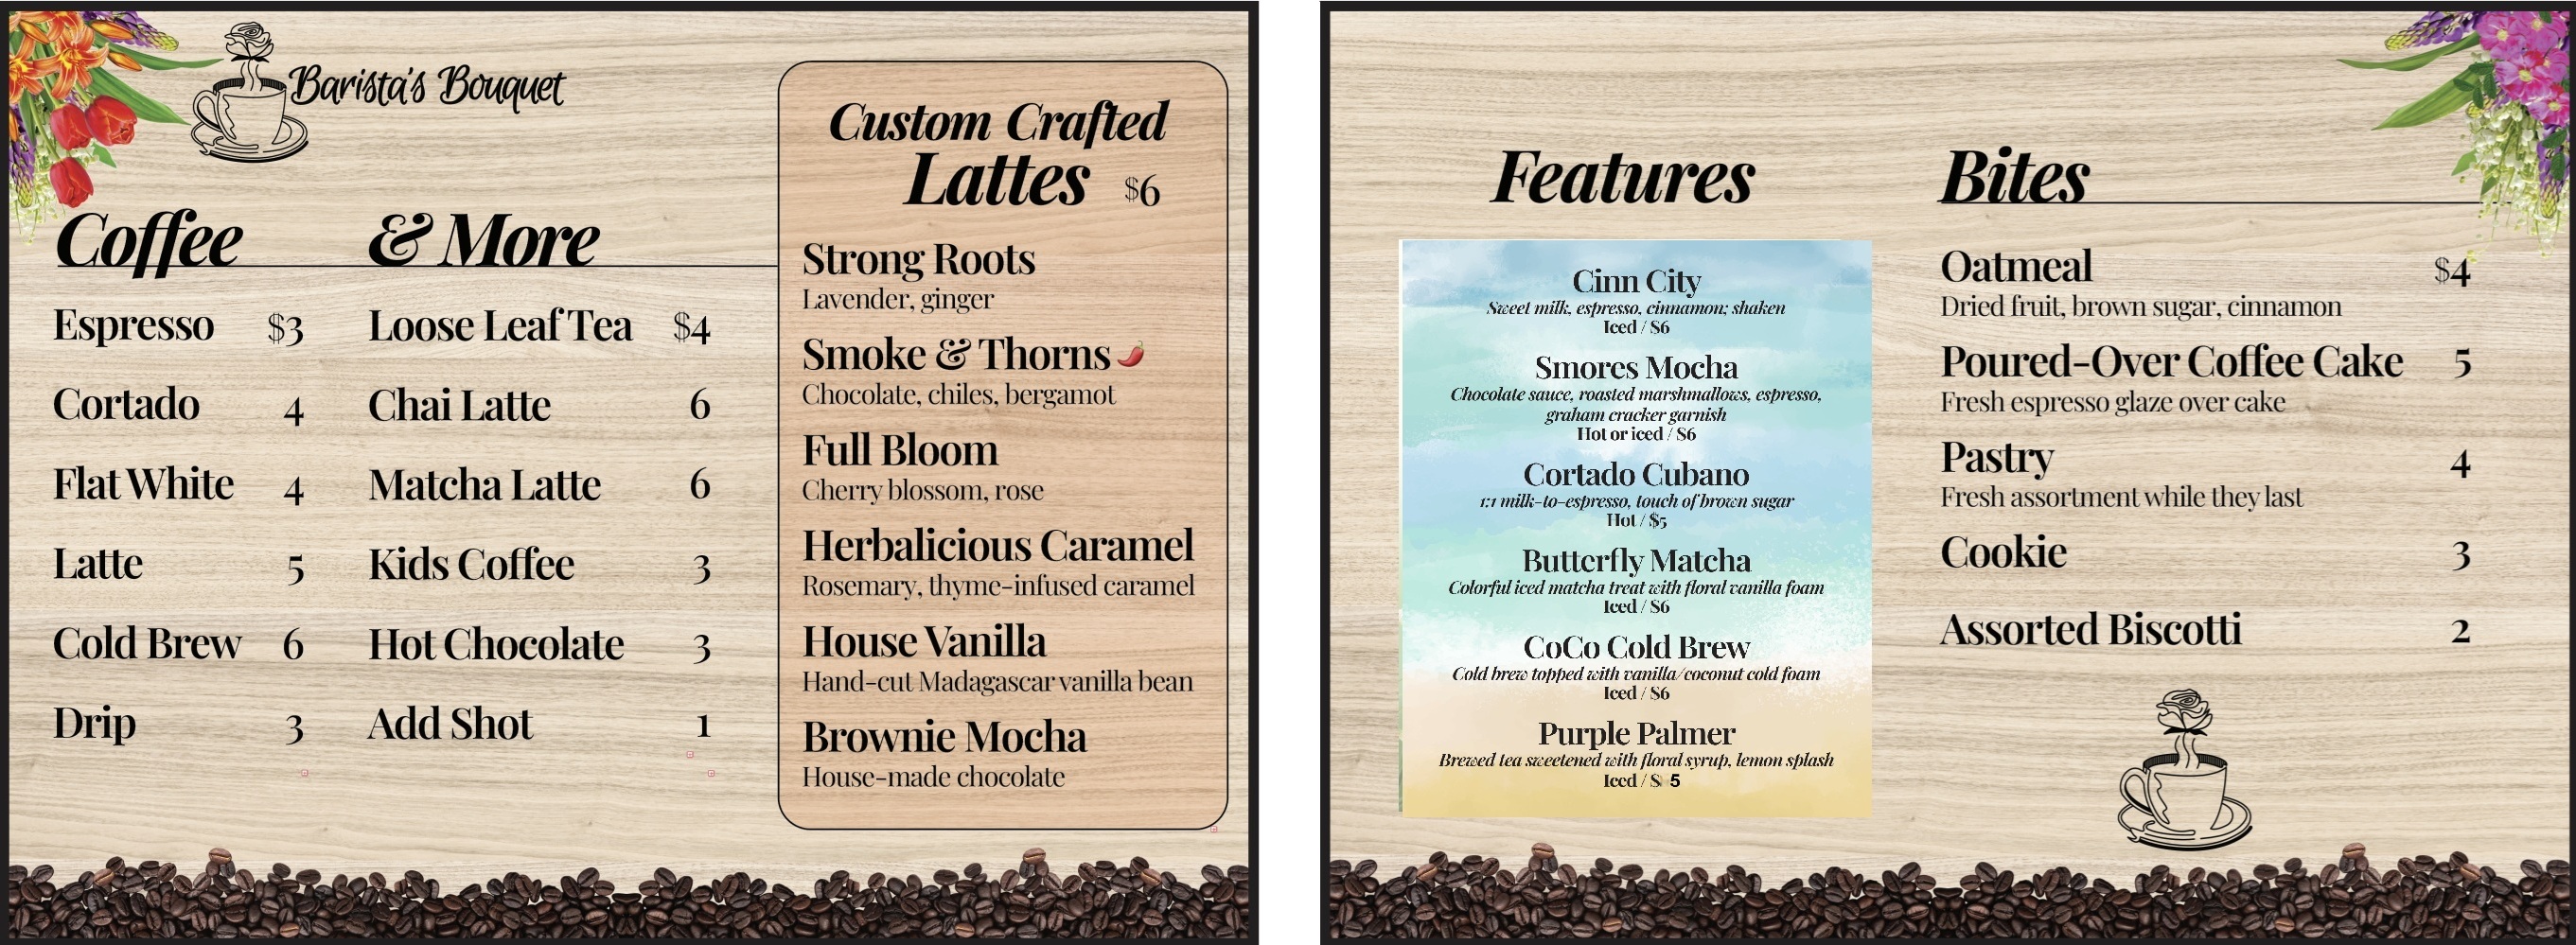 Barista's Bouquet
Coffee
Espresso $3
Cortado 4
Flat White 4
Latte 5
Cold Brew 6
Drip 3
& More
Loose Leaf Tea $4
Chai Latte 6
Matcha Latte 6
Kids Coffee 3
Hot Chocolate 3
Add Shot 1
Custom Crafted
Lattes $6
Strong Roots
Lavender, ginger
Smoke & Thorns
Chocolate, chiles, bergamot
Full Bloom
Cherry blossom, rose
Herbalicious Caramel
Rosemary, thyme-infused caramel
House Vanilla
Hand-cut Madagascar vanilla bean
Brownie Mocha
House-made chocolate
Features
Cinn City
Sweet milk, espresso, cinnamon; shaken
Iced / $6
Smores Mocha
Chocolate sauce, roasted marshmallows, espresso,
graham cracker garnish
Hot or iced / $6
Cortado Cubano
1:1 milk-to-espresso, touch of brown sugar
Hot / $5
Butterfly Matcha
Colorful iced matcha treat with floral vanilla foam
Iced / $6
CoCo Cold Brew
Cold brew topped with vanilla/coconut cold foam
Iced / $6
Purple Palmer
Brewed tea sweetened with floral syrup, lemon splash
Iced / $ 5
Bites
Oatmeal $4
Dried fruit, brown sugar, cinnamon
Poured-Over Coffee Cake 5
Fresh espresso glaze over cake
Pastry 4
Fresh assortment while they last
Cookie 3
Assorted Biscotti 2